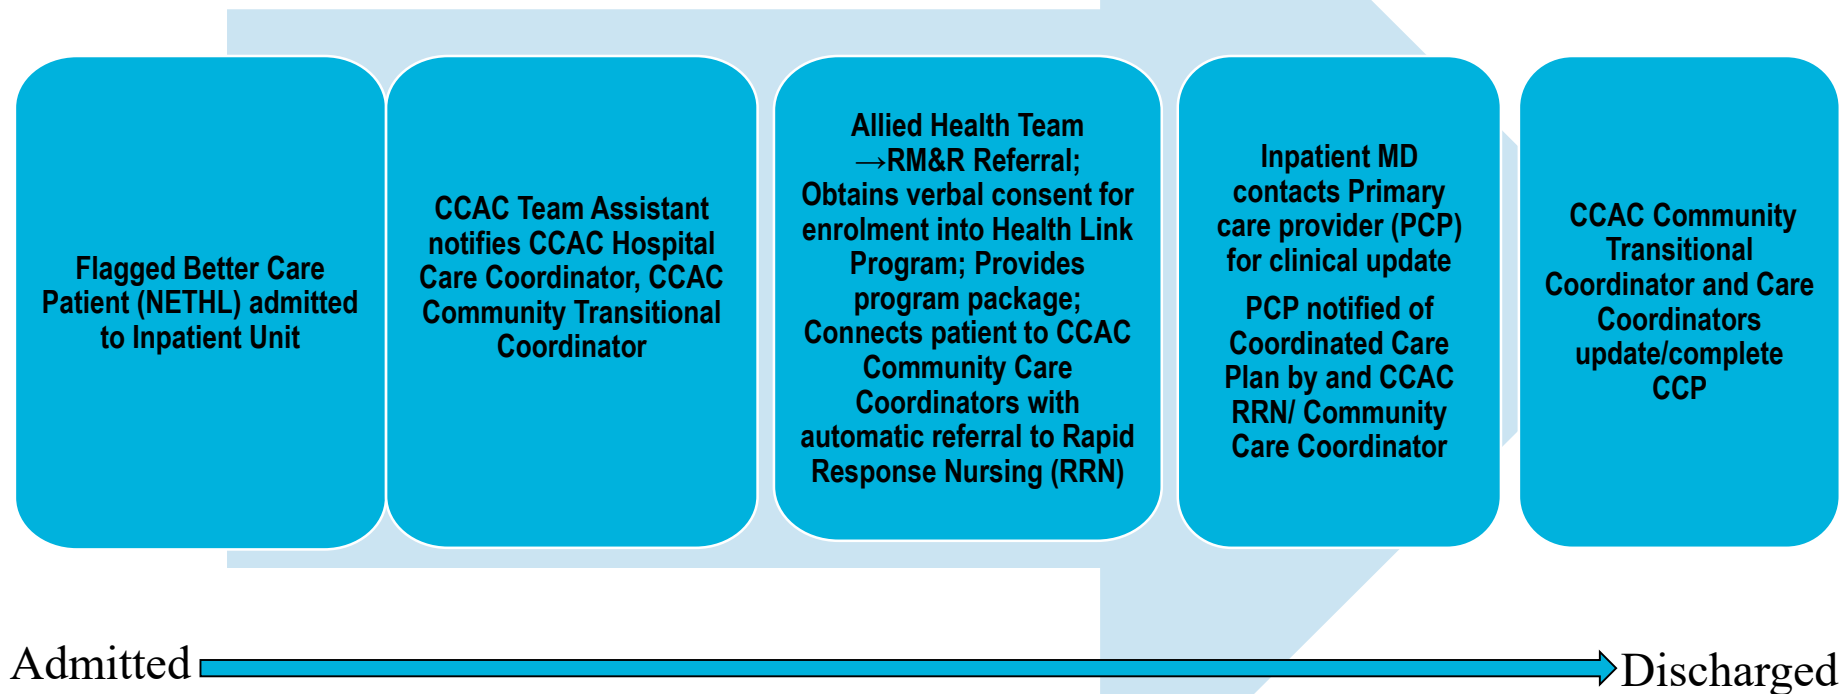 Flagged Better Care
Patient (NETHL) admitted
to Inpatient Unit
CCAC Team Assistant
notifies CCAC Hospital
Care Coordinator, CCAC
Community Transitional
Coordinator
Allied Health Team
→RM&R Referral;
Obtains verbal consent for
enrolment into Health Link
Program; Provides
program package;
Connects patient to CCAC
Community Care
Coordinators with
automatic referral to Rapid
Response Nursing (RRN)
Inpatient MD
contacts Primary
care provider (PCP)
for clinical update
PCP notified of
Coordinated Care
Plan by and CCAC
RRN/ Community
Care Coordinator
CCAC Community
Transitional
Coordinator and Care
Coordinators
update/complete
CCP
Admitted
Discharged